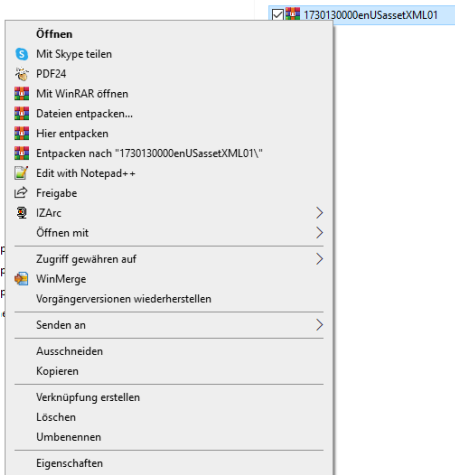 1730130000enUSassetXML01
Öffnen
Mit Skype teilen
PDF24
Mit WinRAR öffnen
Dateien entpacken...
Hier entpacken
Entpacken nach "1730130000enUSassetXML01\"
Edit with Notepad++
Freigabe
IZArc
Öffnen mit
Zugriff gewähren auf
WinMerge
Vorgängerversionen wiederherstellen
Senden an
Ausschneiden
Kopieren
Verknüpfung erstellen
Löschen
Umbenennen
Eigenschaften